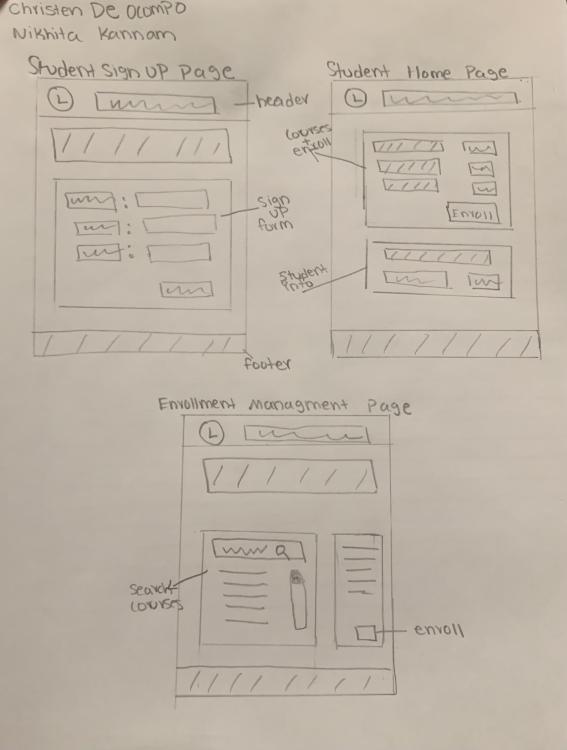 Christen De Ocampo
Nikhita Kannam
Student Sign Up Page
L
header
sign
up
form
footer
Student Home Page
L
courses
+
enroll
Enroll
Student
info
Enrollment Managment Page
L
search
courses
enroll